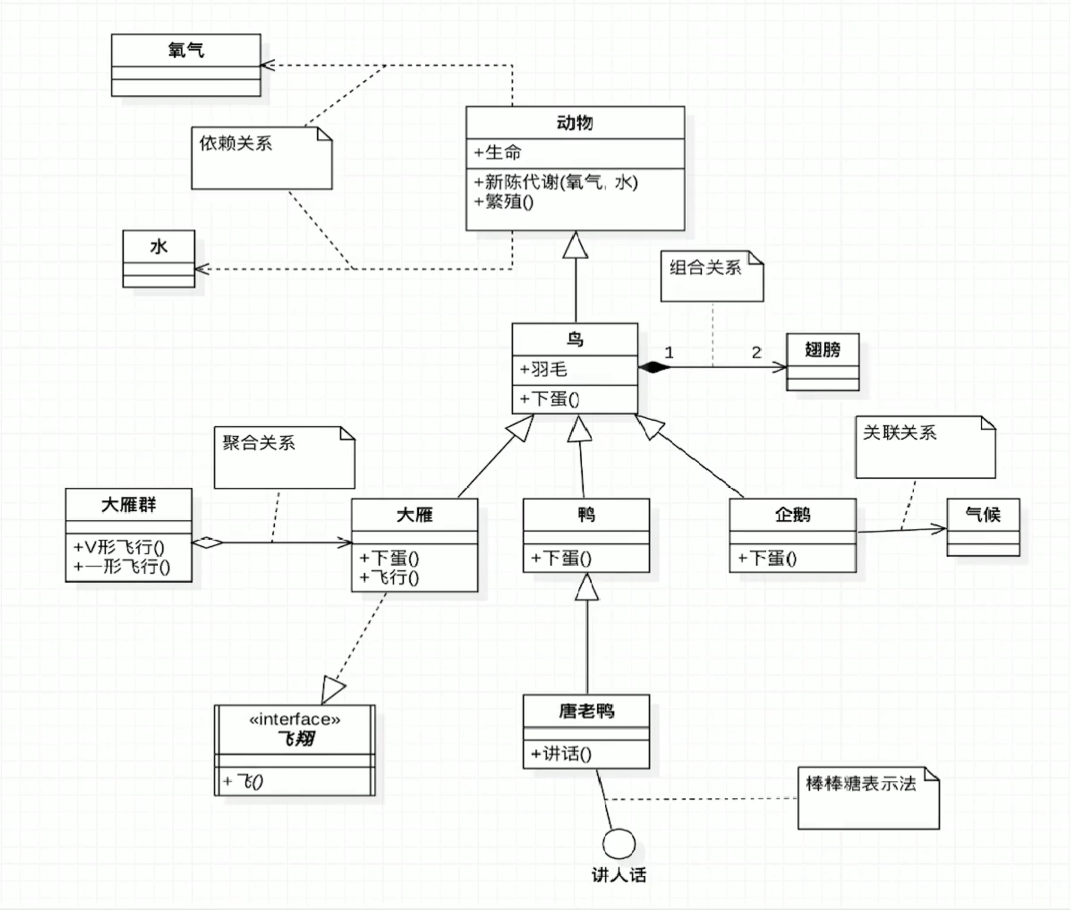 氧气
动物
+生命
+新陈代谢(氧气, 水)
+繁殖()
依赖关系
水
组合关系
鸟
+羽毛
+下蛋()
1
2
翅膀
聚合关系
关联关系
大雁群
+V形飞行()
+一形飞行()
大雁
+下蛋()
+飞行()
鸭
+下蛋()
企鹅
+下蛋()
气候
«interface»
飞翔
+飞()
唐老鸭
+讲话()
棒棒糖表示法
讲人话